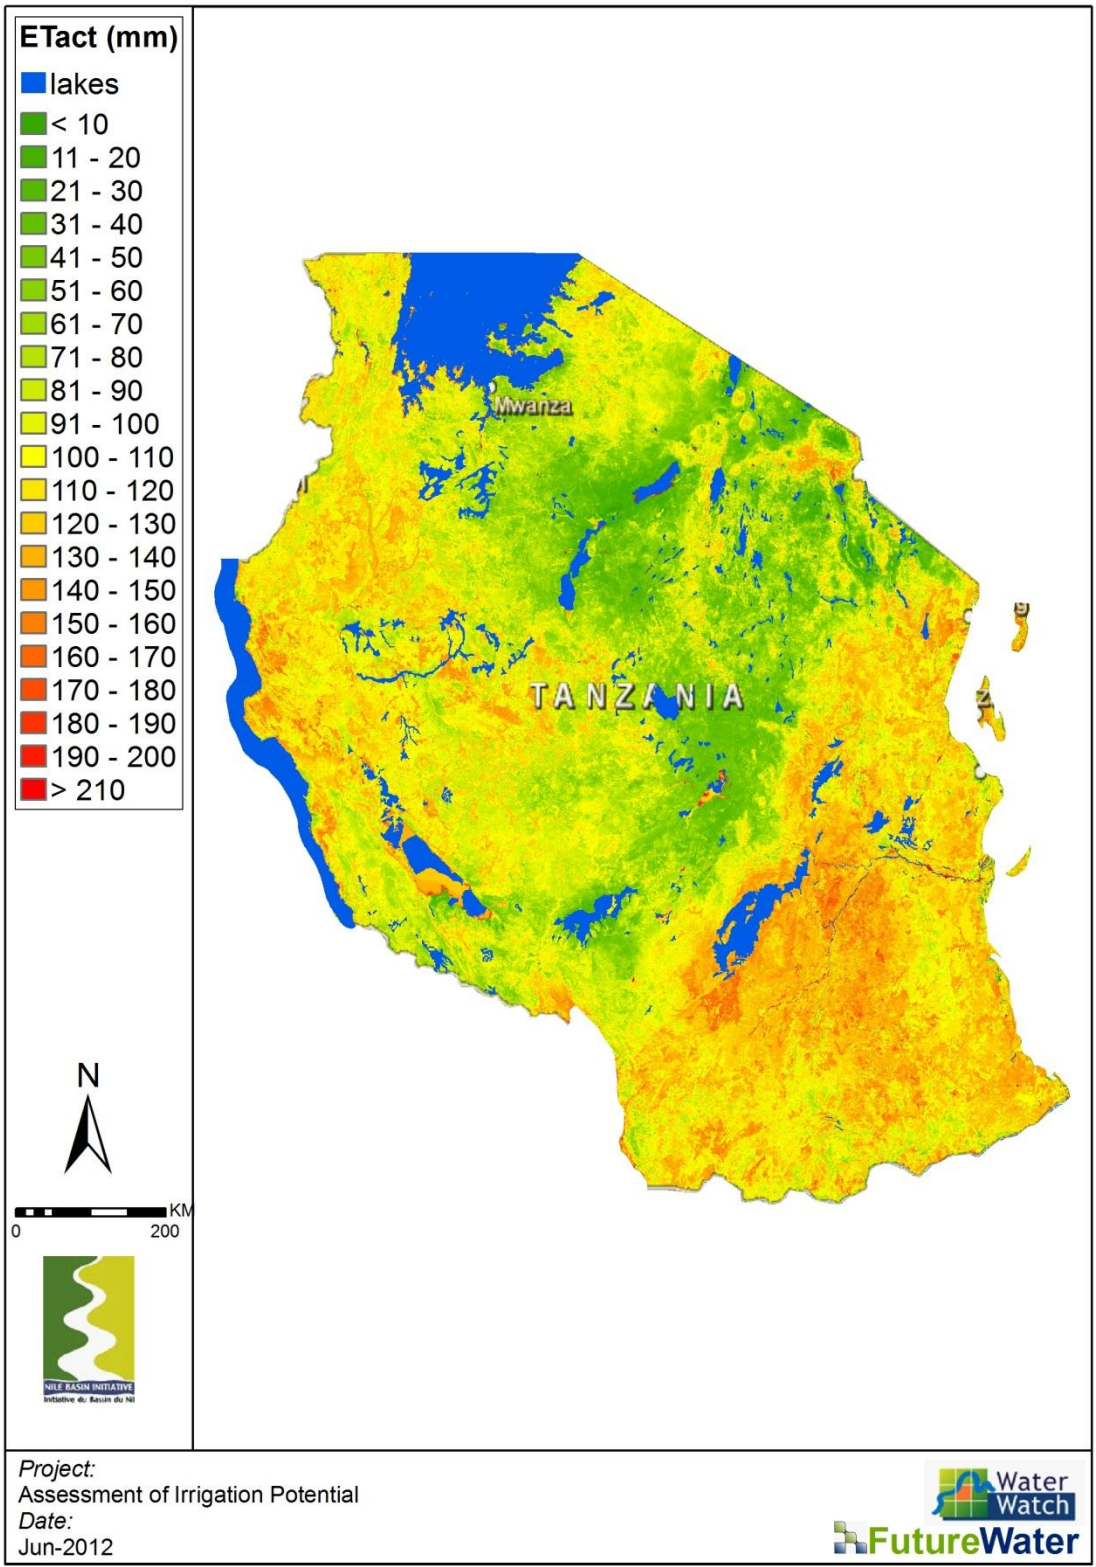 ETact (mm)
lakes
< 10
11 - 20
21 - 30
31 - 40
41 - 50
51 - 60
61 - 70
71 - 80
81 - 90
91 - 100
100 - 110
110 - 120
120 - 130
130 - 140
140 - 150
150 - 160
160 - 170
170 - 180
180 - 190
190 - 200
> 210
Mwanza
TANZANIA
N
KM
0 200
NILE BASIN INITIATIVE
Initiative du Bassin du Nil
Project:
Assessment of Irrigation Potential
Date:
Jun-2012
Water
Watch
FutureWater